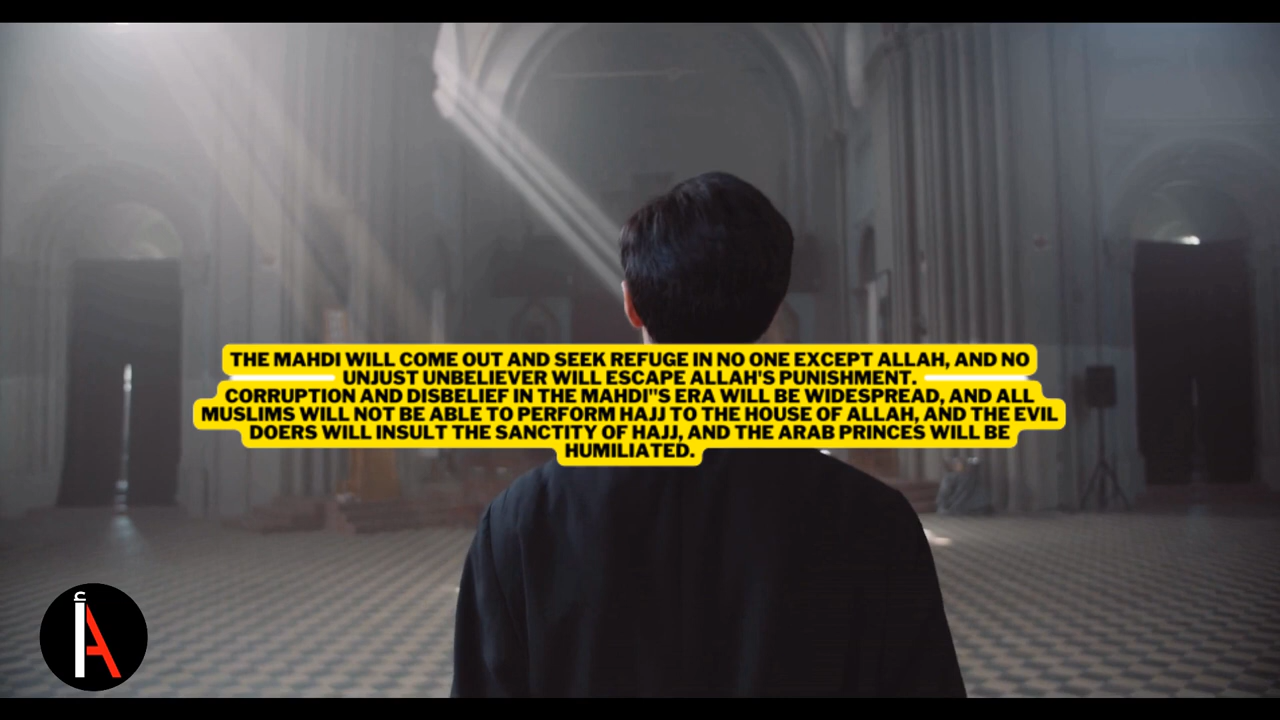 THE MAHDI WILL COME OUT AND SEEK REFUGE IN NO ONE EXCEPT ALLAH, AND NO
UNJUST UNBELIEVER WILL ESCAPE ALLAH'S PUNISHMENT.
CORRUPTION AND DISBELIEF IN THE MAHDI"S ERA WILL BE WIDESPREAD, AND ALL
MUSLIMS WILL NOT BE ABLE TO PERFORM HAJJ TO THE HOUSE OF ALLAH, AND THE EVIL
DOERS WILL INSULT THE SANCTITY OF HAJJ, AND THE ARAB PRINCES WILL BE
HUMILIATED.
أ A